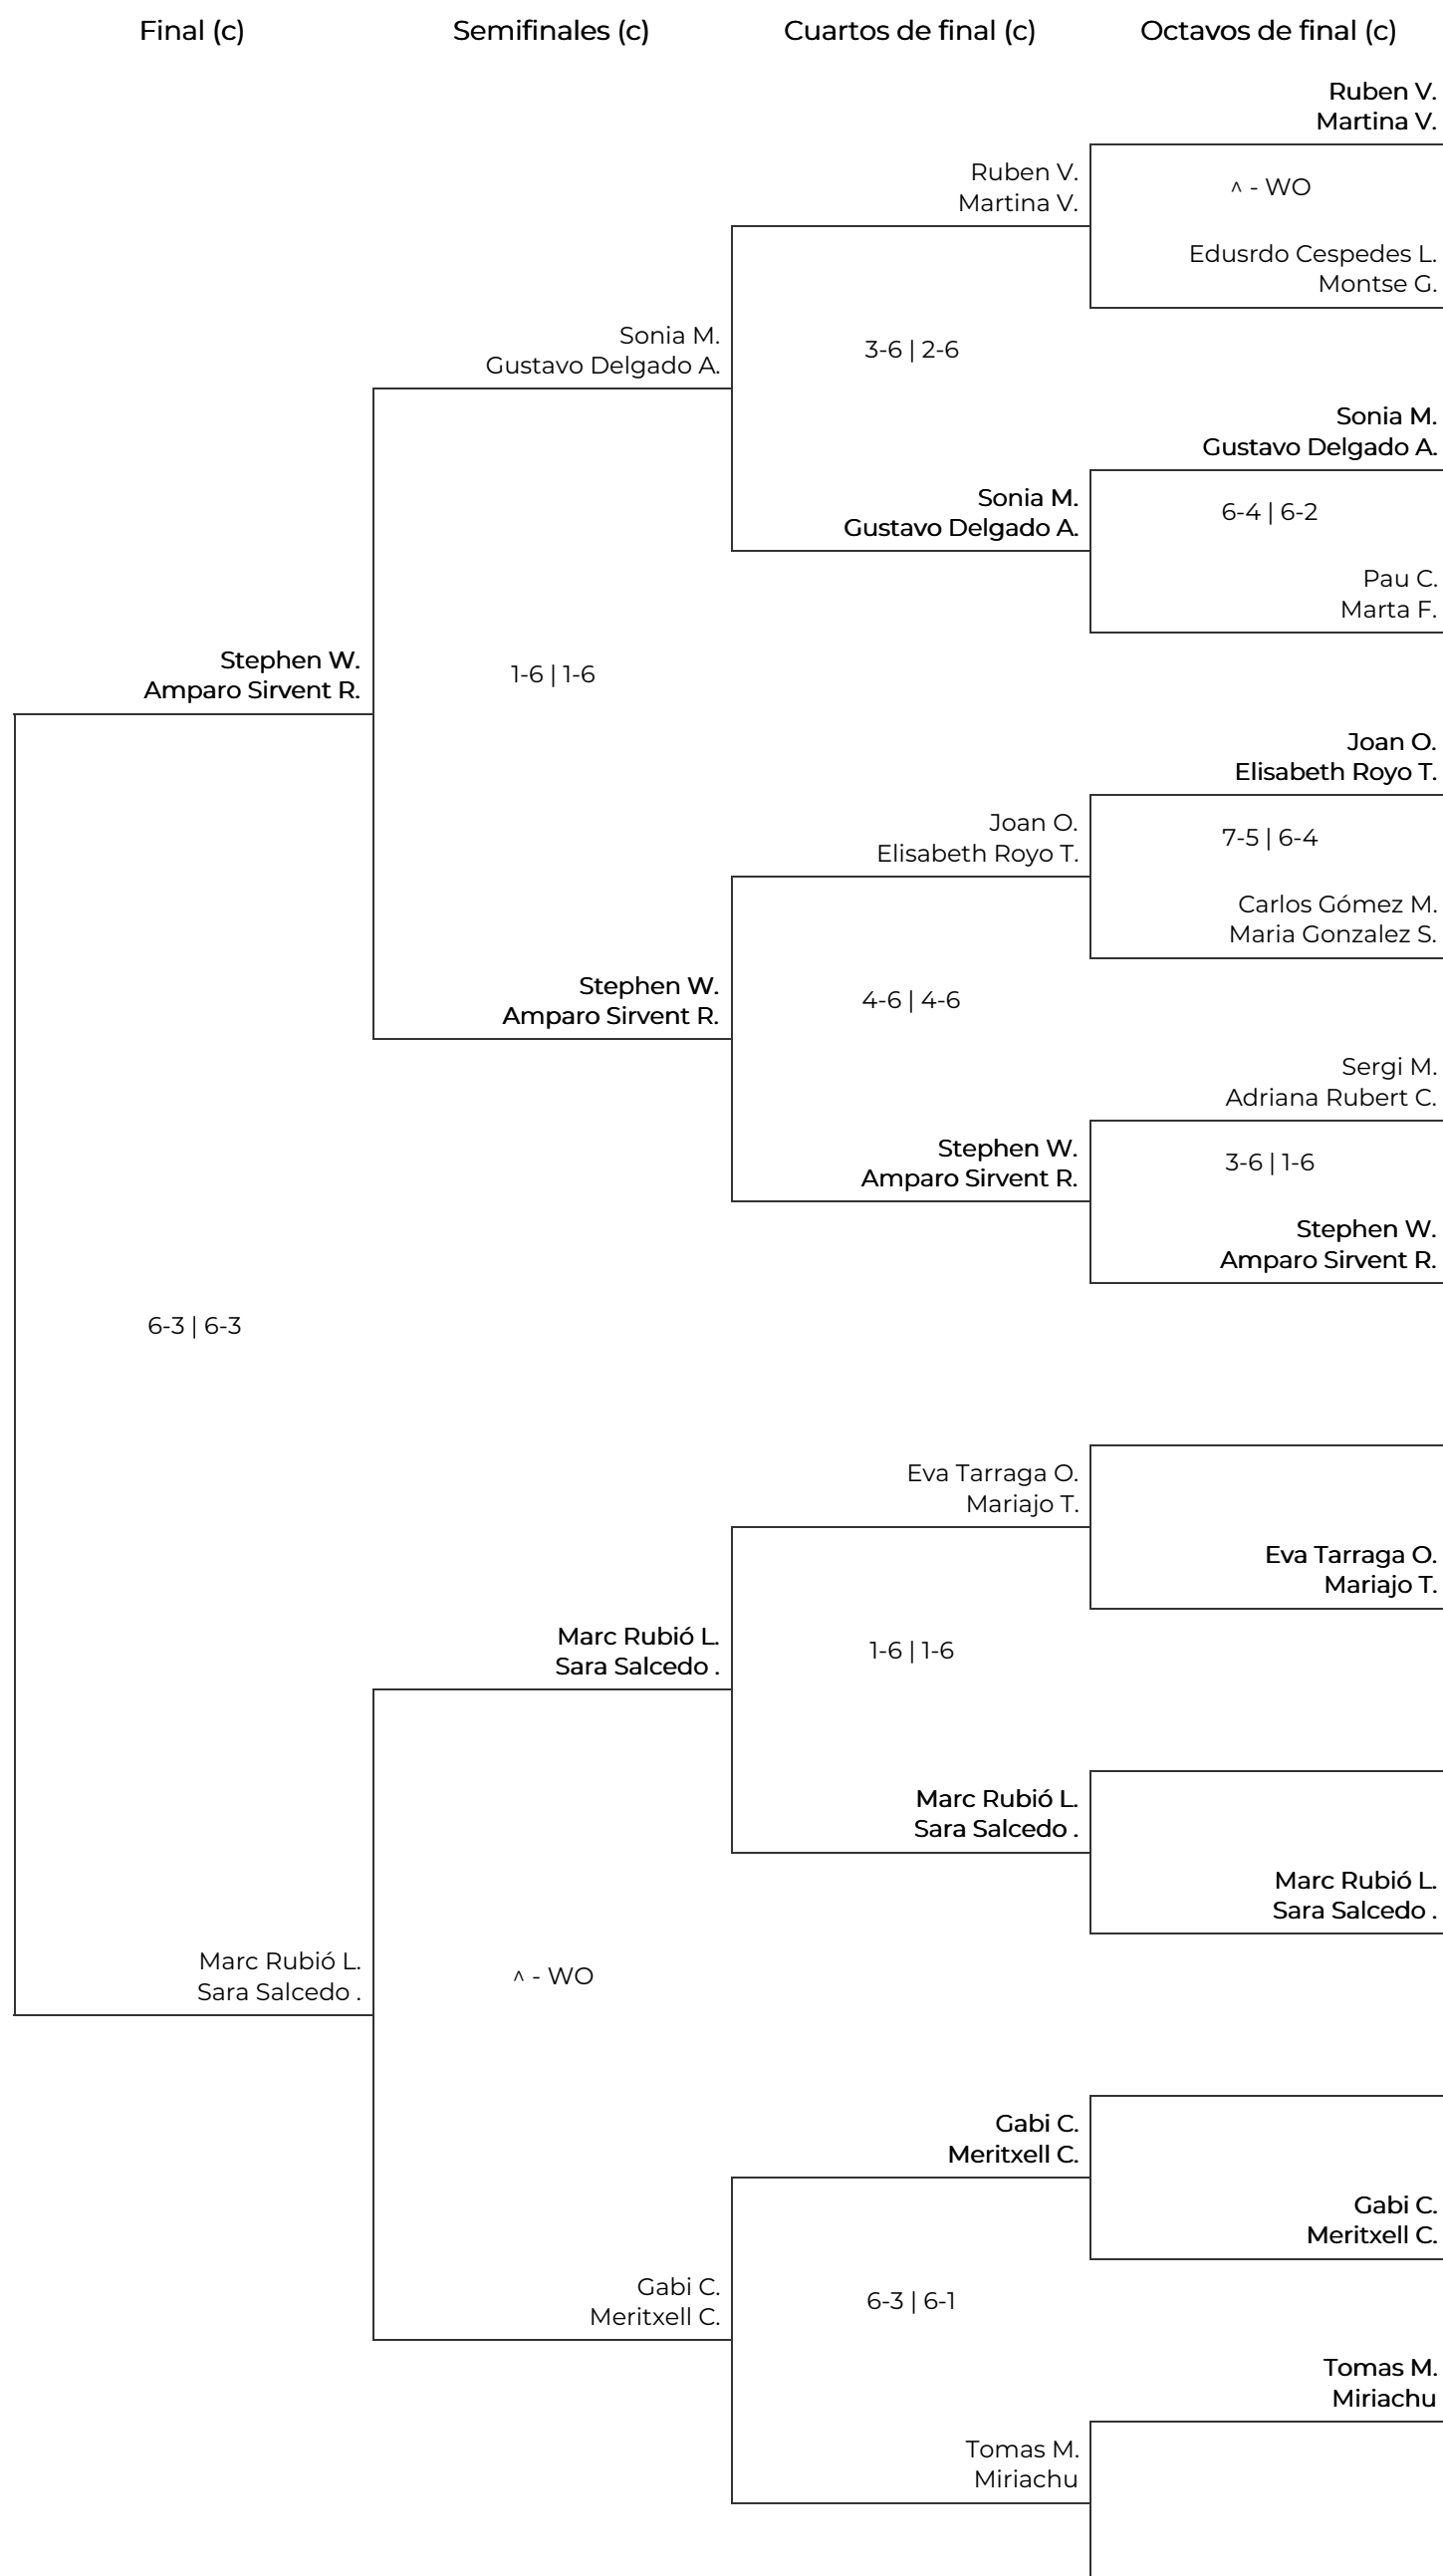 Final (c)
Semifinales (c)
Cuartos de final (c)
Octavos de final (c)
Ruben V.
Martina V.
Ruben V.
Martina V.
^ - WO
Edusrdo Cespedes L.
Montse G.
Sonia M.
Gustavo Delgado A.
3-6 | 2-6
Sonia M.
Gustavo Delgado A.
Sonia M.
Gustavo Delgado A.
6-4 | 6-2
Pau C.
Marta F.
Stephen W.
Amparo Sirvent R.
1-6 | 1-6
Joan O.
Elisabeth Royo T.
Joan O.
Elisabeth Royo T.
7-5 | 6-4
Carlos Gómez M.
Maria Gonzalez S.
Stephen W.
Amparo Sirvent R.
4-6 | 4-6
Sergi M.
Adriana Rubert C.
Stephen W.
Amparo Sirvent R.
3-6 | 1-6
Stephen W.
Amparo Sirvent R.
6-3 | 6-3
Eva Tarraga O.
Mariajo T.
Eva Tarraga O.
Mariajo T.
Marc Rubió L.
Sara Salcedo .
1-6 | 1-6
Marc Rubió L.
Sara Salcedo .
Marc Rubió L.
Sara Salcedo .
Marc Rubió L.
Sara Salcedo .
^ - WO
Gabi C.
Meritxell C.
Gabi C.
Meritxell C.
Gabi C.
Meritxell C.
6-3 | 6-1
Tomas M.
Miriachu
Tomas M.
Miriachu